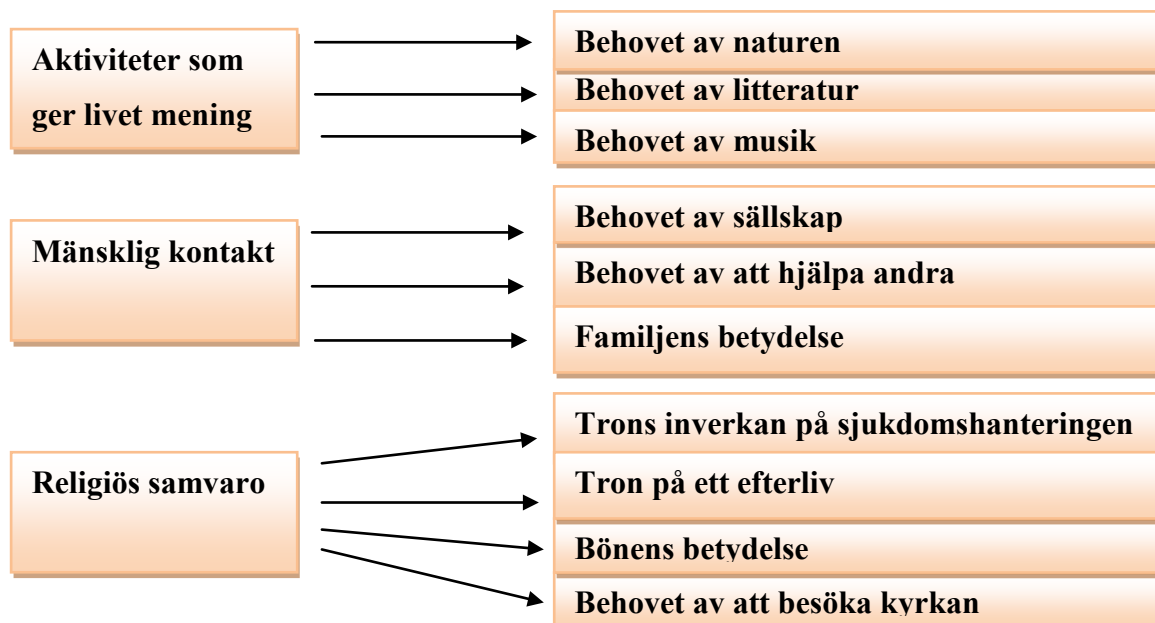 Aktiviteter som
ger livet mening
Behovet av naturen
Behovet av litteratur
Behovet av musik
Mänsklig kontakt
Behovet av sällskap
Behovet av att hjälpa andra
Familjens betydelse
Religiös samvaro
Trons inverkan på sjukdomshanteringen
Tron på ett efterliv
Bönens betydelse
Behovet av att besöka kyrkan